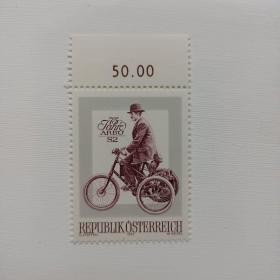 50.00
75
Jahre
ARBÖ
S2
REPUBLIK ÖSTERREICH